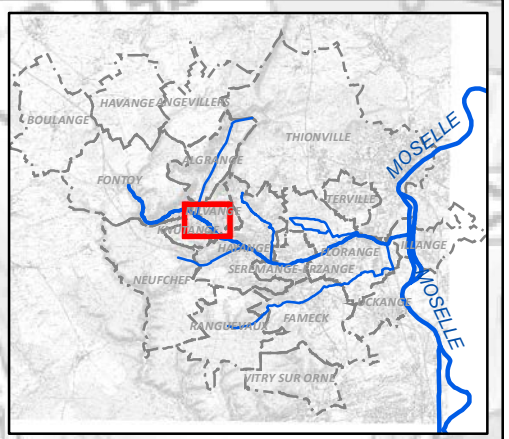 HAVANGE
ANGEVILLERS
BOULANGE
THIONVILLE
MOSELLE
ALGRANGE
FONTOY
TERVILLE
NILVANGE
KNUTANGE
HAYANGE
FLORANGE
ILLANGE
SEREMANGE-ERZANGE
NEUFCHEF
UCKANGE
MOSELLE
FAMECK
RANGUEVAUX
VITRY SUR ORNE